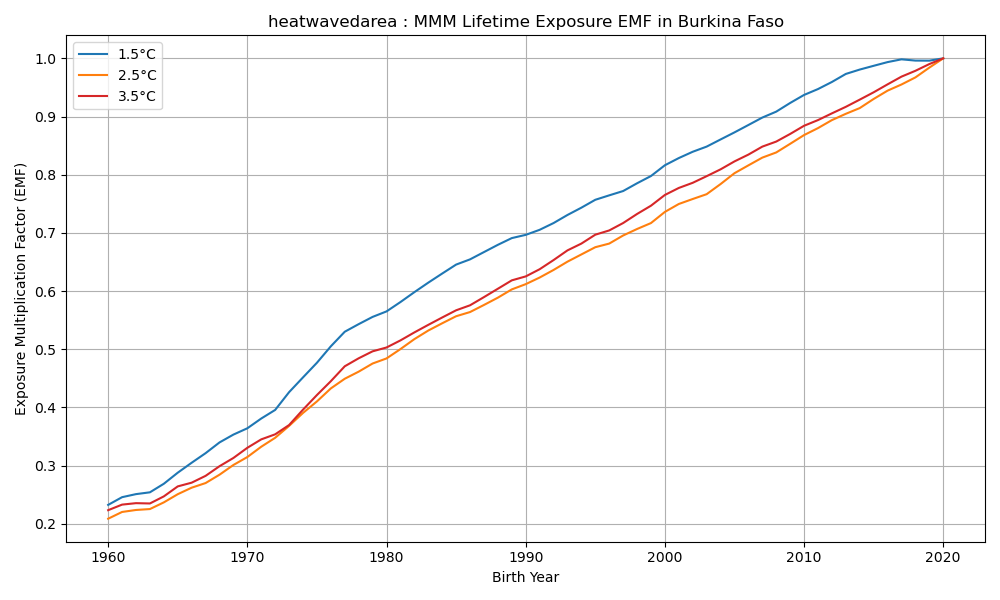 heatwavedarea : MMM Lifetime Exposure EMF in Burkina Faso
1.5°C
2.5°C
3.5°C
Exposure Multiplication Factor (EMF)
1.0
0.9
0.8
0.7
0.6
0.5
0.4
0.3
0.2
1960 1970 1980 1990 2000 2010 2020
Birth Year